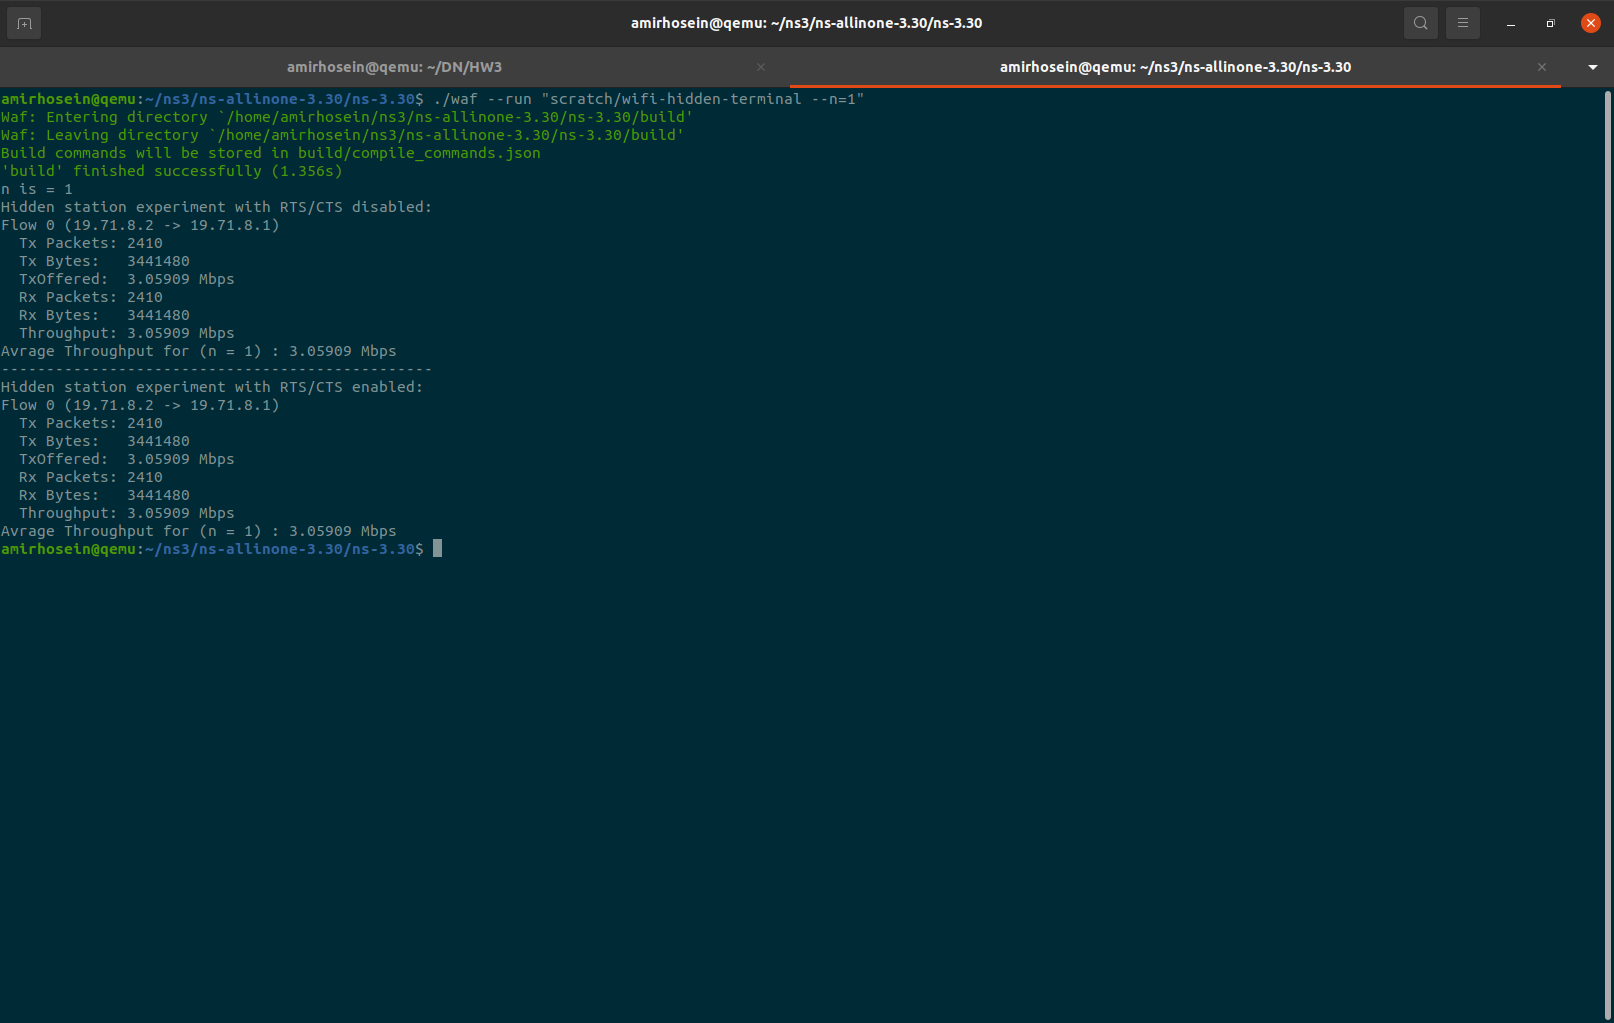 amirhosein@qemu: ~/ns3/ns-allinone-3.30/ns-3.30
amirhosein@qemu: ~/DN/HW3
amirhosein@qemu: ~/ns3/ns-allinone-3.30/ns-3.30
amirhosein@qemu:~/ns3/ns-allinone-3.30/ns-3.30$ ./waf --run "scratch/wifi-hidden-terminal --n=1"
Waf: Entering directory `/home/amirhosein/ns3/ns-allinone-3.30/ns-3.30/build'
Waf: Leaving directory `/home/amirhosein/ns3/ns-allinone-3.30/ns-3.30/build'
Build commands will be stored in build/compile_commands.json
'build' finished successfully (1.356s)
n is = 1
Hidden station experiment with RTS/CTS disabled:
Flow 0 (19.71.8.2 -> 19.71.8.1)
  Tx Packets: 2410
  Tx Bytes:   3441480
  TxOffered:  3.05909 Mbps
  Rx Packets: 2410
  Rx Bytes:   3441480
  Throughput: 3.05909 Mbps
Avrage Throughput for (n = 1) : 3.05909 Mbps
------------------------------------------------
Hidden station experiment with RTS/CTS enabled:
Flow 0 (19.71.8.2 -> 19.71.8.1)
  Tx Packets: 2410
  Tx Bytes:   3441480
  TxOffered:  3.05909 Mbps
  Rx Packets: 2410
  Rx Bytes:   3441480
  Throughput: 3.05909 Mbps
Avrage Throughput for (n = 1) : 3.05909 Mbps
amirhosein@qemu:~/ns3/ns-allinone-3.30/ns-3.30$